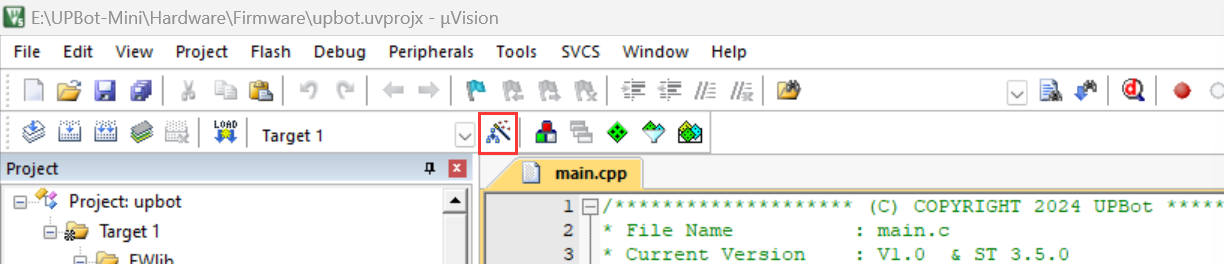 E:\UPBot-Mini\Hardware\Firmware\upbot.uvprojx - µVision
File Edit View Project Flash Debug Peripherals Tools SVCS Window Help
LOAD
Target 1
Project
main.cpp
Project: upbot
Target 1
FWlib
1 /******************** (C) COPYRIGHT 2024 UPBot *****
2 * File Name : main.c
3 * Current Version : V1.0 & ST 3.5.0